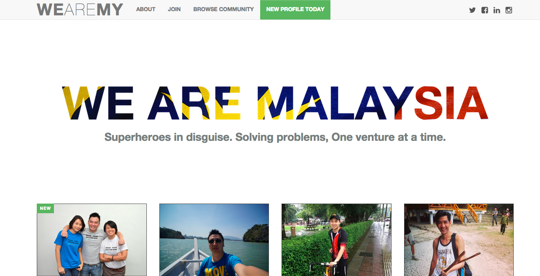 WEAREMY ABOUT JOIN BROWSE COMMUNITY NEW PROFILE TODAY
WE ARE MALAYSIA
Superheroes in disguise. Solving problems, One venture at a time.
NEW